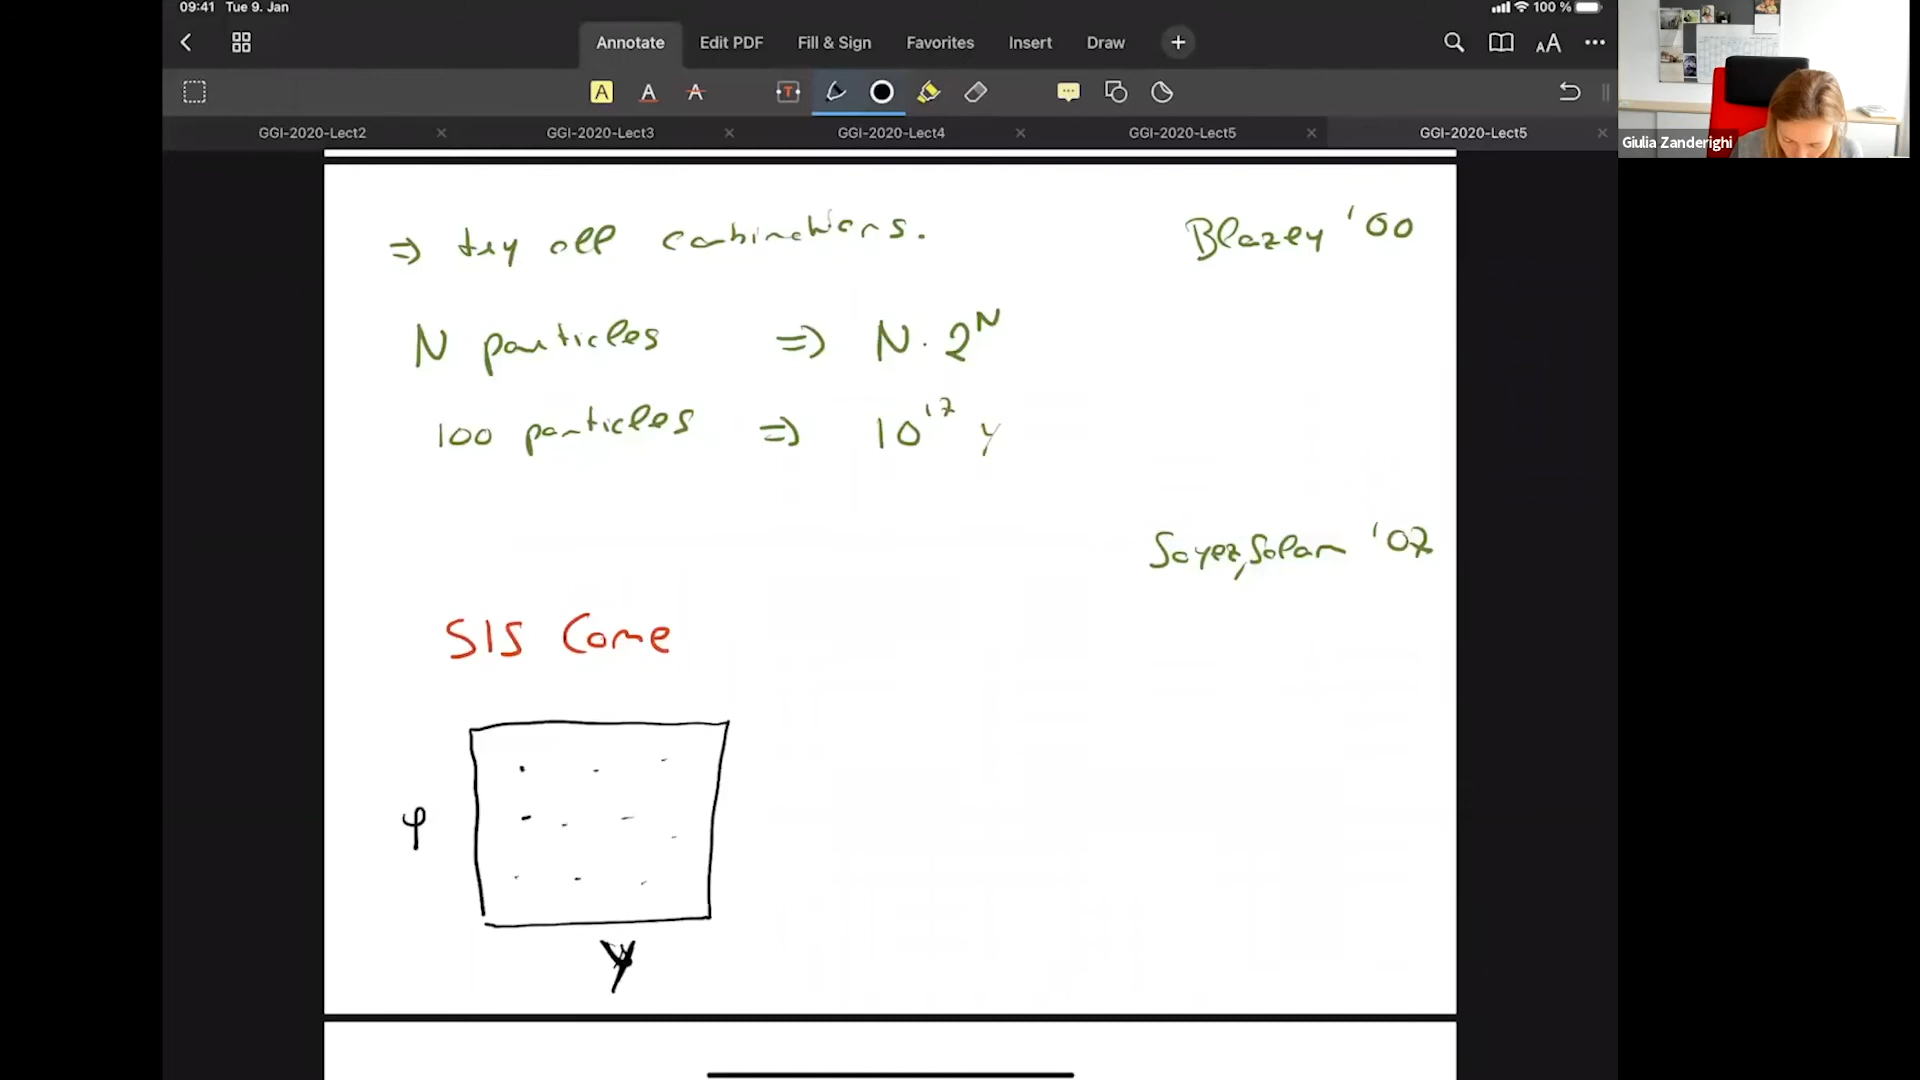 09:41 Tue 9. Jan
100 %
Annotate Edit PDF Fill & Sign Favorites Insert Draw
GGI-2020-Lect2 GGI-2020-Lect3 GGI-2020-Lect4 GGI-2020-Lect5 GGI-2020-Lect5
Giulia Zanderighi
⇒ try all combinations. Blazey '00
N particles ⇒ N · 2^N
100 particles ⇒ 10^17 y
Soyez, Salam '07
SIS Cone
φ
y